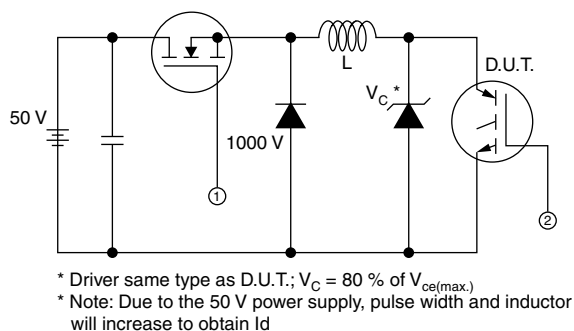 50 V
1000 V
L
V_C *
D.U.T.
①
②
* Driver same type as D.U.T.; V_C = 80 % of V_ce(max.)
* Note: Due to the 50 V power supply, pulse width and inductor
will increase to obtain Id